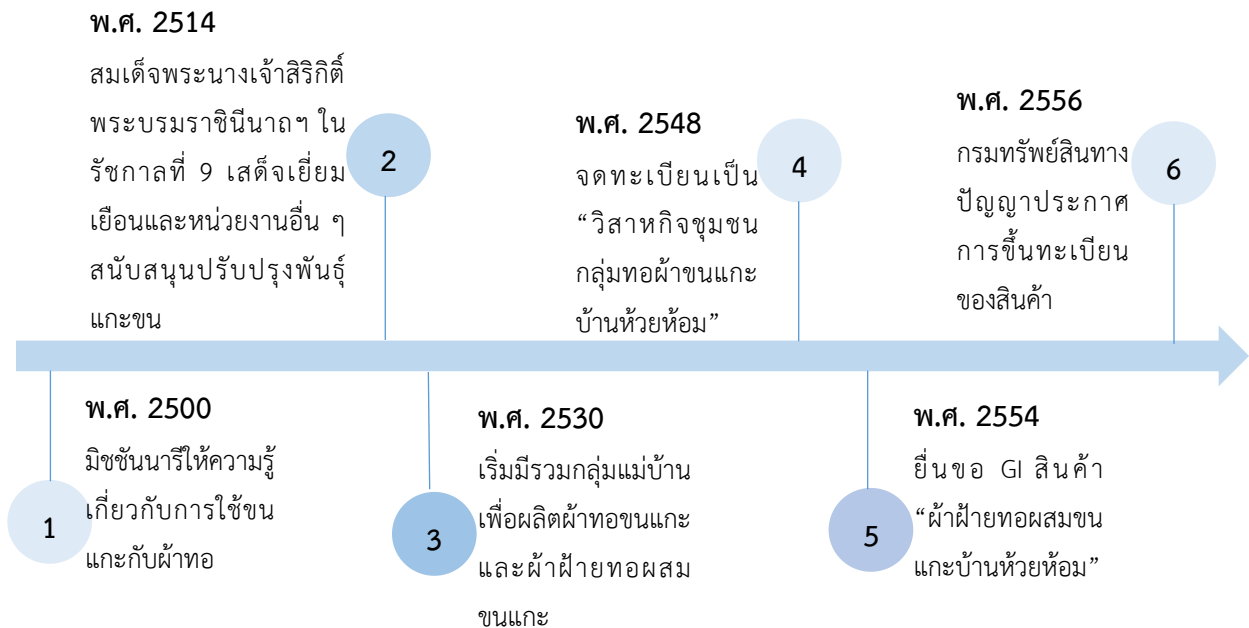 พ.ศ. 2500
มิชชันนารีให้ความรู้
เกี่ยวกับการใช้ขน
แกะกับผ้าทอ
1
พ.ศ. 2514
สมเด็จพระนางเจ้าสิริกิติ์
พระบรมราชินีนาถฯ ใน
รัชกาลที่ 9 เสด็จเยี่ยม
เยือนและหน่วยงานอื่น ๆ
สนับสนุนปรับปรุงพันธุ์
แกะขน
2
พ.ศ. 2530
เริ่มมีรวมกลุ่มแม่บ้าน
เพื่อผลิตผ้าทอขนแกะ
และผ้าฝ้ายทอผสม
ขนแกะ
3
พ.ศ. 2548
จดทะเบียนเป็น
“วิสาหกิจชุมชน
กลุ่มทอผ้าขนแกะ
บ้านห้วยห้อม”
4
พ.ศ. 2554
ยื่นขอ GI สินค้า
“ผ้าฝ้ายทอผสมขน
แกะบ้านห้วยห้อม”
5
พ.ศ. 2556
กรมทรัพย์สินทาง
ปัญญาประกาศ
การขึ้นทะเบียน
ของสินค้า
6